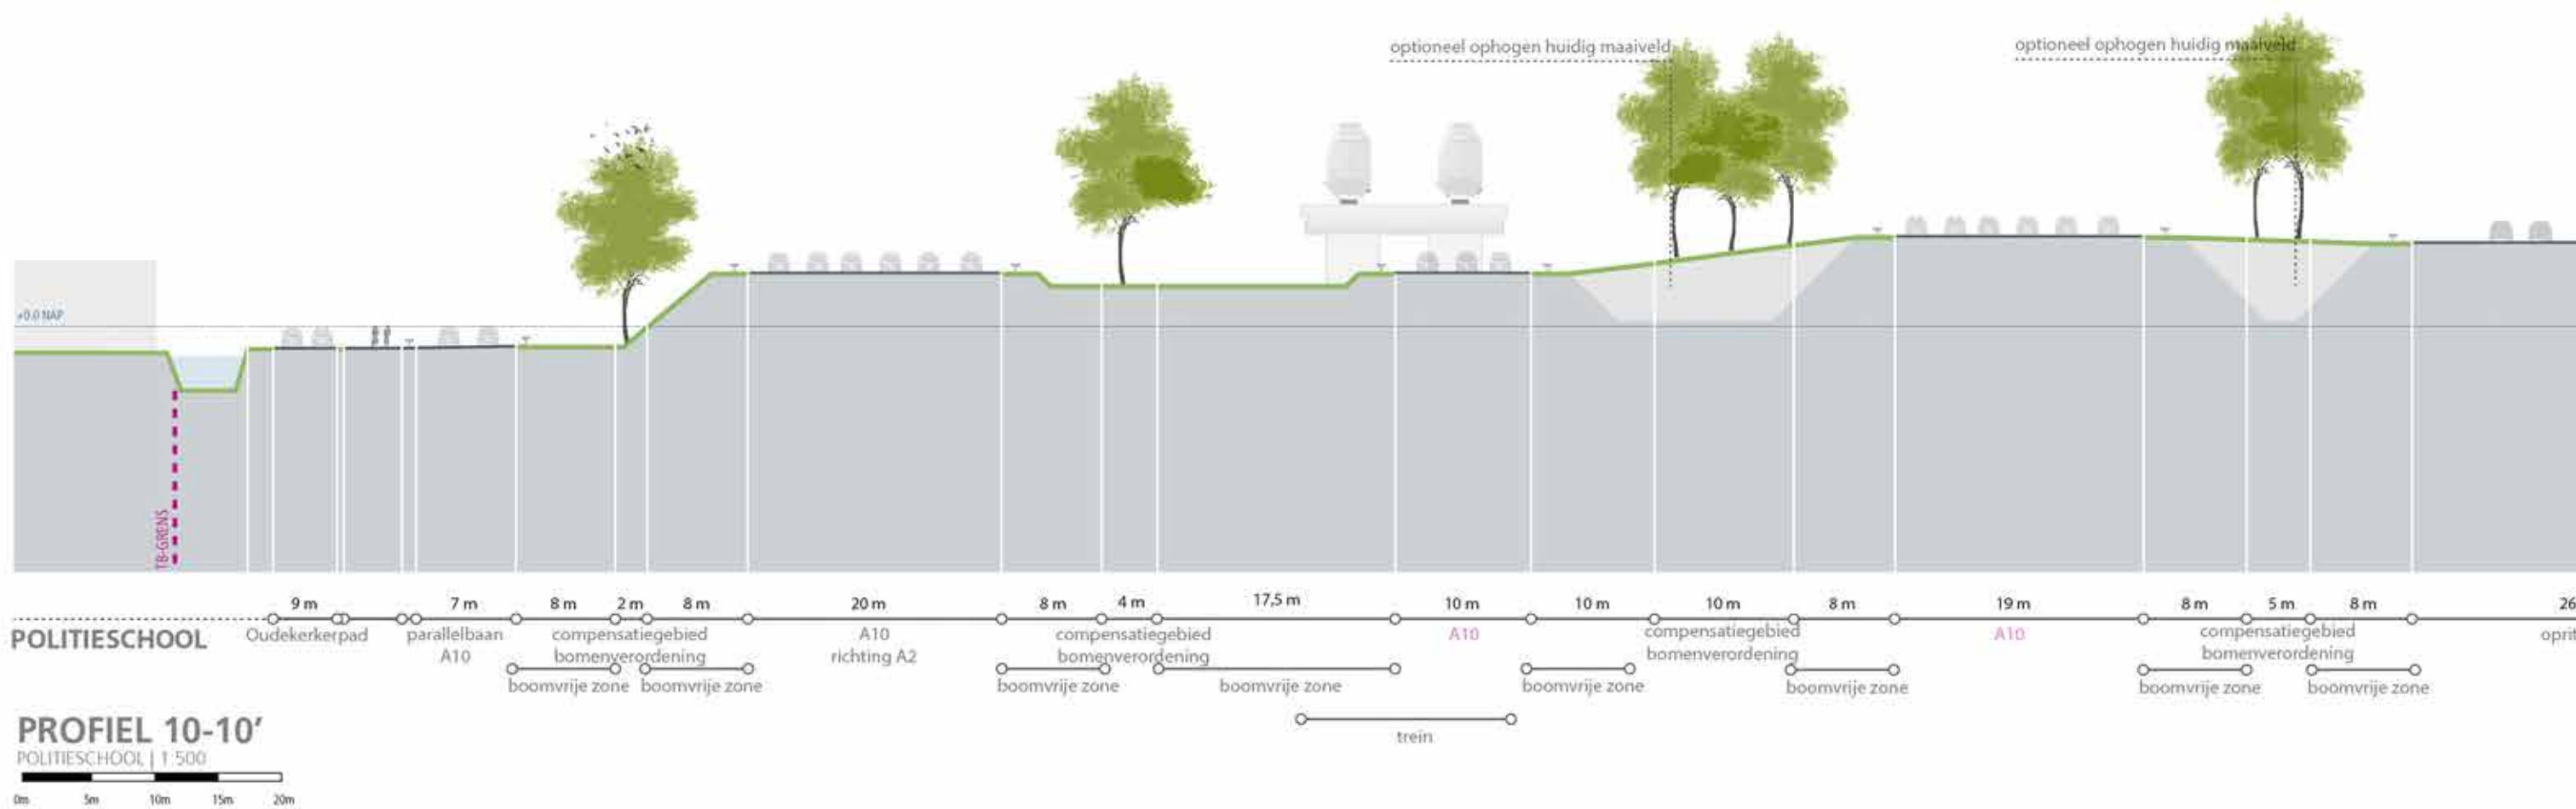 optioneel ophogen huidig maaiveld
optioneel ophogen huidig maaiveld
+0.0 NAP
TB-GRENS
9 m
7 m
8 m
2 m
8 m
20 m
8 m
4 m
17,5 m
10 m
10 m
10 m
8 m
19 m
8 m
5 m
8 m
26
POLITIESCHOOL
Oudekerkerpad
parallelbaan
A10
compensatiegebied
bomenverordening
A10
richting A2
compensatiegebied
bomenverordening
A10
compensatiegebied
bomenverordening
A10
compensatiegebied
bomenverordening
oprit
boomvrije zone
boomvrije zone
boomvrije zone
boomvrije zone
boomvrije zone
boomvrije zone
boomvrije zone
boomvrije zone
trein
PROFIEL 10-10’
POLITIESCHOOL | 1:500
0m
5m
10m
15m
20m